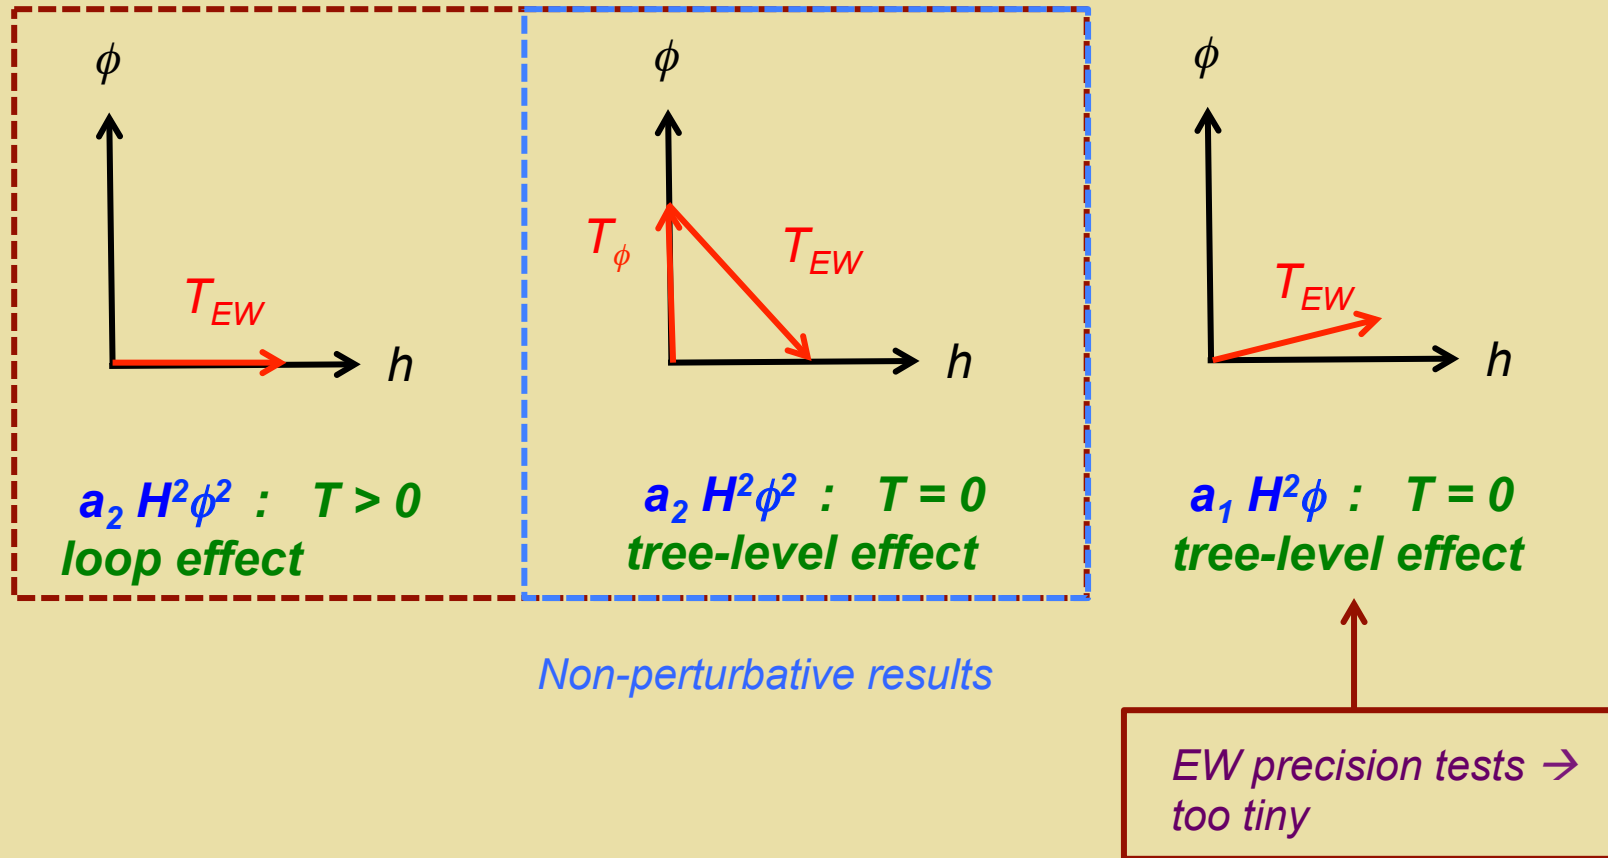 ϕ
T_EW
h
a₂ H²ϕ² : T > 0
loop effect
ϕ
T_ϕ
T_EW
h
a₂ H²ϕ² : T = 0
tree-level effect
ϕ
T_EW
h
a₁ H²ϕ : T = 0
tree-level effect
Non-perturbative results
EW precision tests →
too tiny